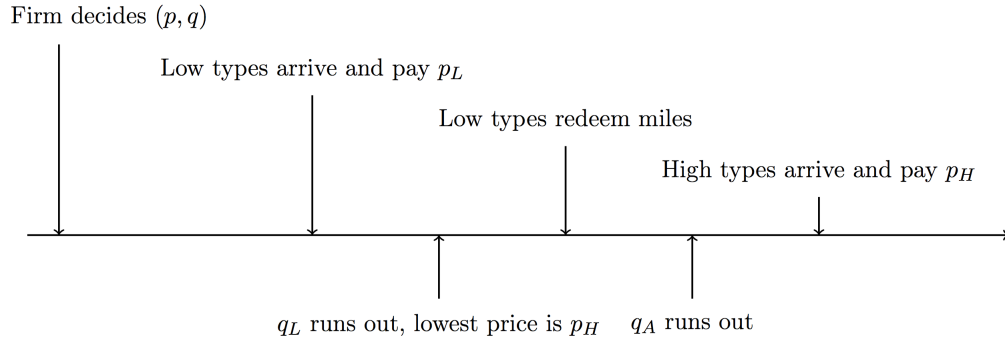 Firm decides (p, q)
Low types arrive and pay p_L
Low types redeem miles
High types arrive and pay p_H
q_L runs out, lowest price is p_H
q_A runs out